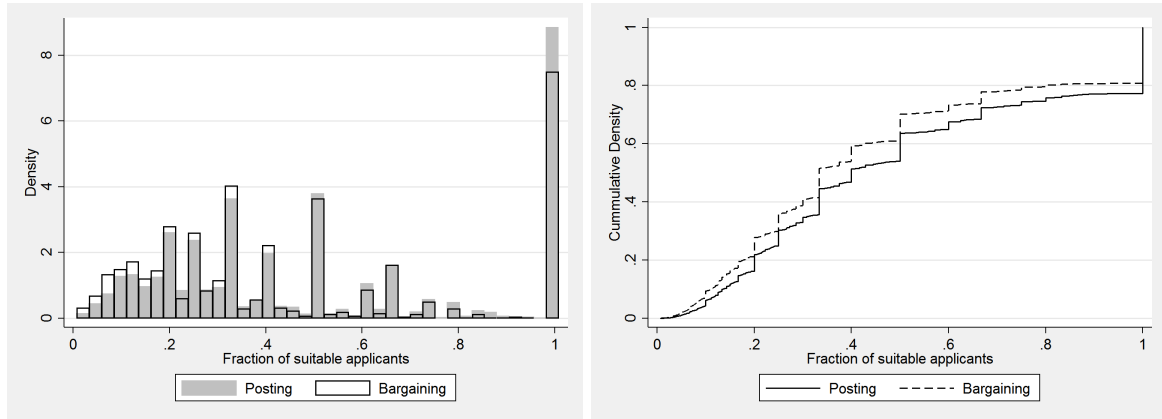 8
6
4
2
0
Density
0 .2 .4 .6 .8 1
Fraction of suitable applicants
Posting Bargaining
1
.8
.6
.4
.2
0
Cummulative Density
0 .2 .4 .6 .8 1
Fraction of suitable applicants
Posting Bargaining